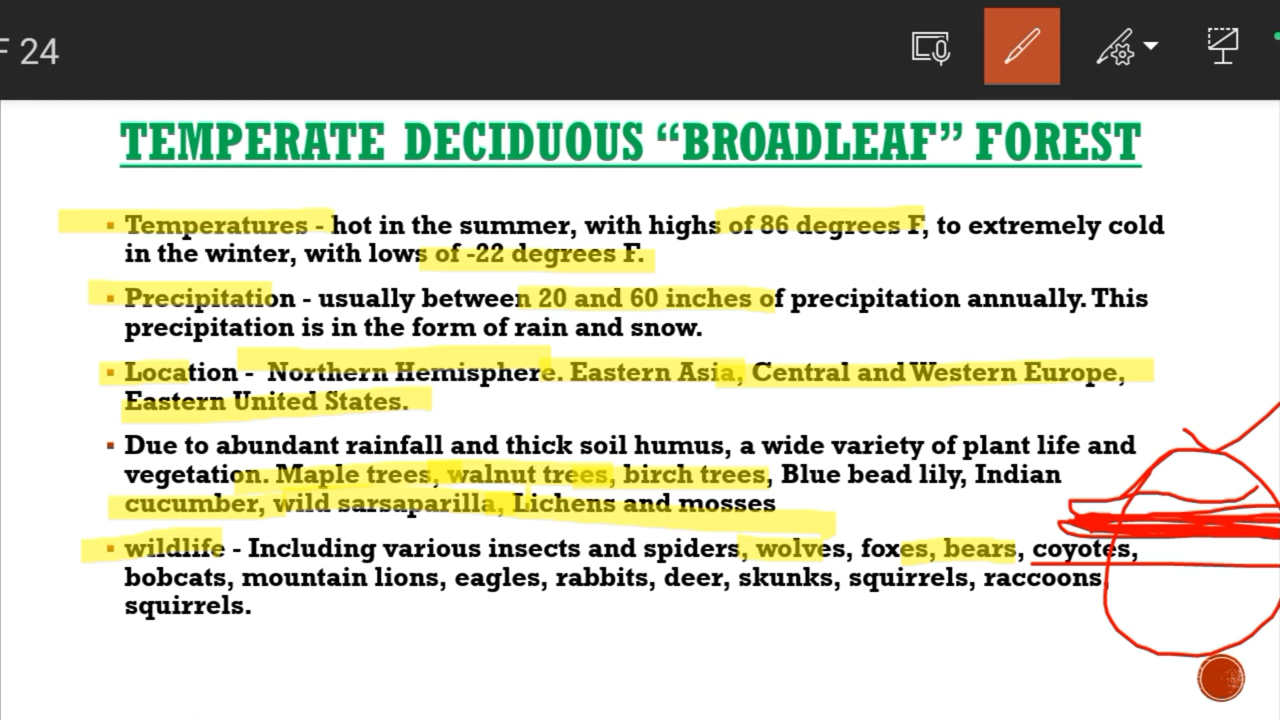 F 24
TEMPERATE DECIDUOUS “BROADLEAF” FOREST
▪ Temperatures - hot in the summer, with highs of 86 degrees F, to extremely cold
in the winter, with lows of -22 degrees F.
▪ Precipitation - usually between 20 and 60 inches of precipitation annually. This
precipitation is in the form of rain and snow.
▪ Location - Northern Hemisphere. Eastern Asia, Central and Western Europe,
Eastern United States.
▪ Due to abundant rainfall and thick soil humus, a wide variety of plant life and
vegetation. Maple trees, walnut trees, birch trees, Blue bead lily, Indian
cucumber, wild sarsaparilla, Lichens and mosses
▪ wildlife - Including various insects and spiders, wolves, foxes, bears, coyotes,
bobcats, mountain lions, eagles, rabbits, deer, skunks, squirrels, raccoons,
squirrels.